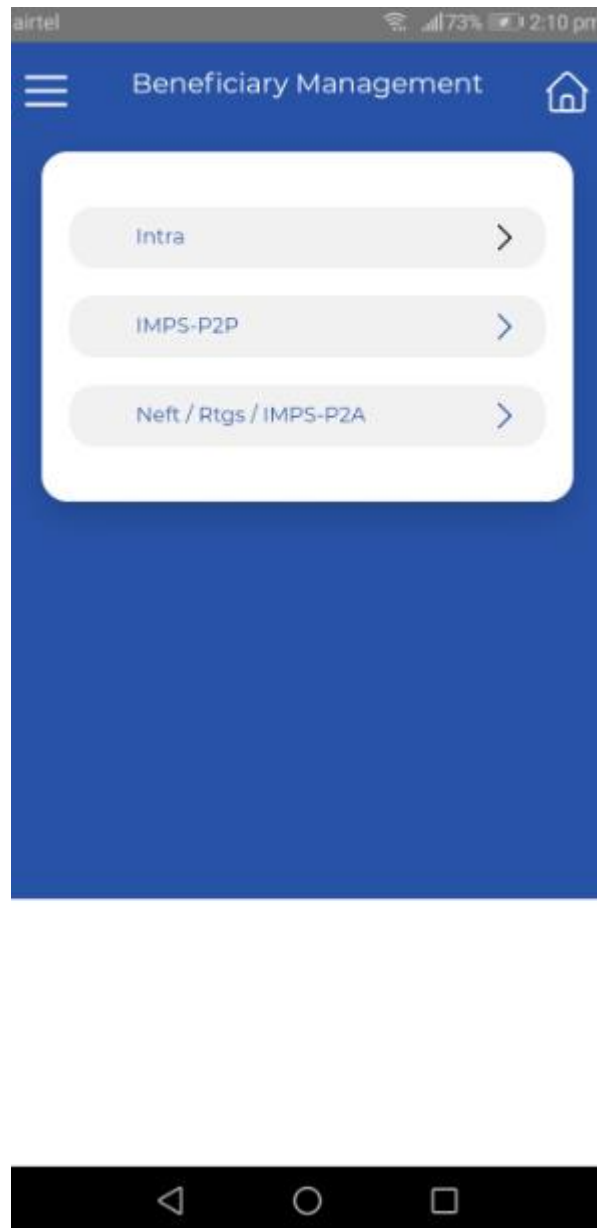 airtel 73% 2:10 pm
Beneficiary Management
Intra
IMPS-P2P
Neft / Rtgs / IMPS-P2A